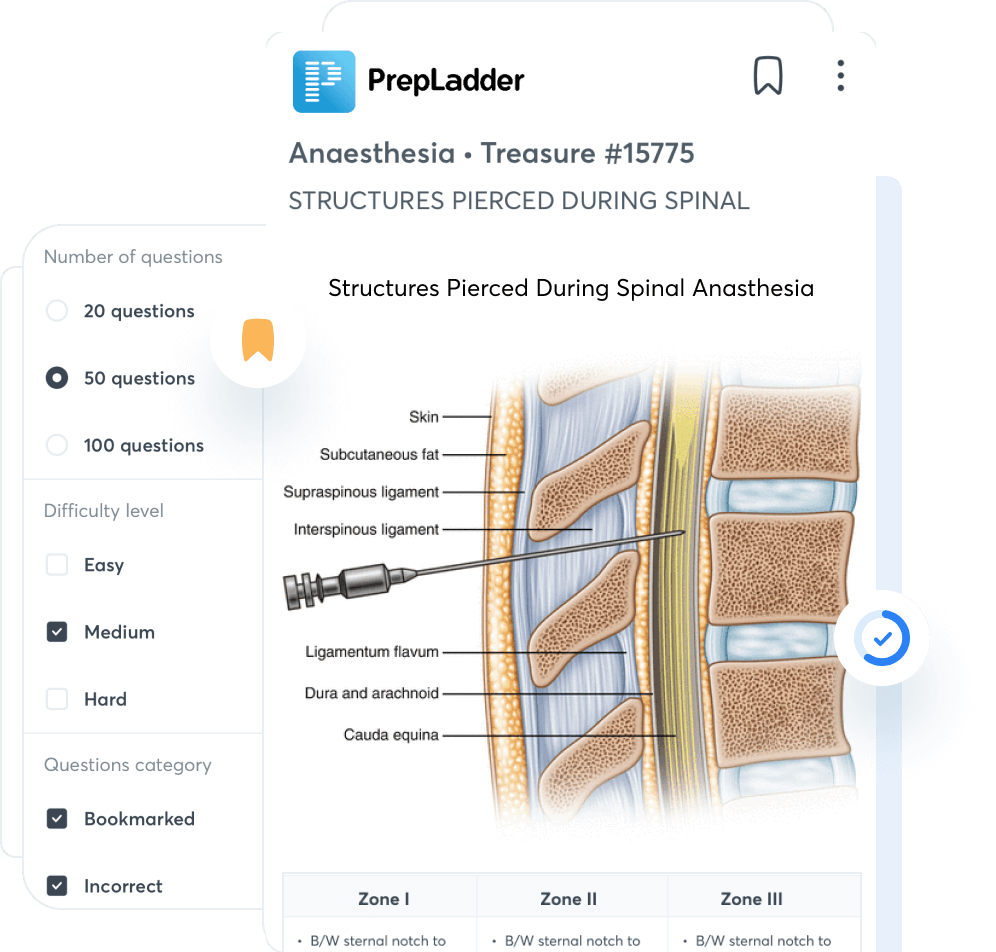 PrepLadder
Anaesthesia • Treasure #15775
STRUCTURES PIERCED DURING SPINAL
Number of questions
20 questions
50 questions
100 questions
Difficulty level
Easy
Medium
Hard
Questions category
Bookmarked
Incorrect
Structures Pierced During Spinal Anasthesia
Skin
Subcutaneous fat
Supraspinous ligament
Interspinous ligament
Ligamentum flavum
Dura and arachnoid
Cauda equina
Zone I Zone II Zone III
• B/W sternal notch to • B/W sternal notch to • B/W sternal notch to